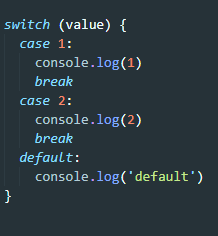 switch (value) {
  case 1:
    console.log(1)
    break
  case 2:
    console.log(2)
    break
  default:
    console.log('default')
}